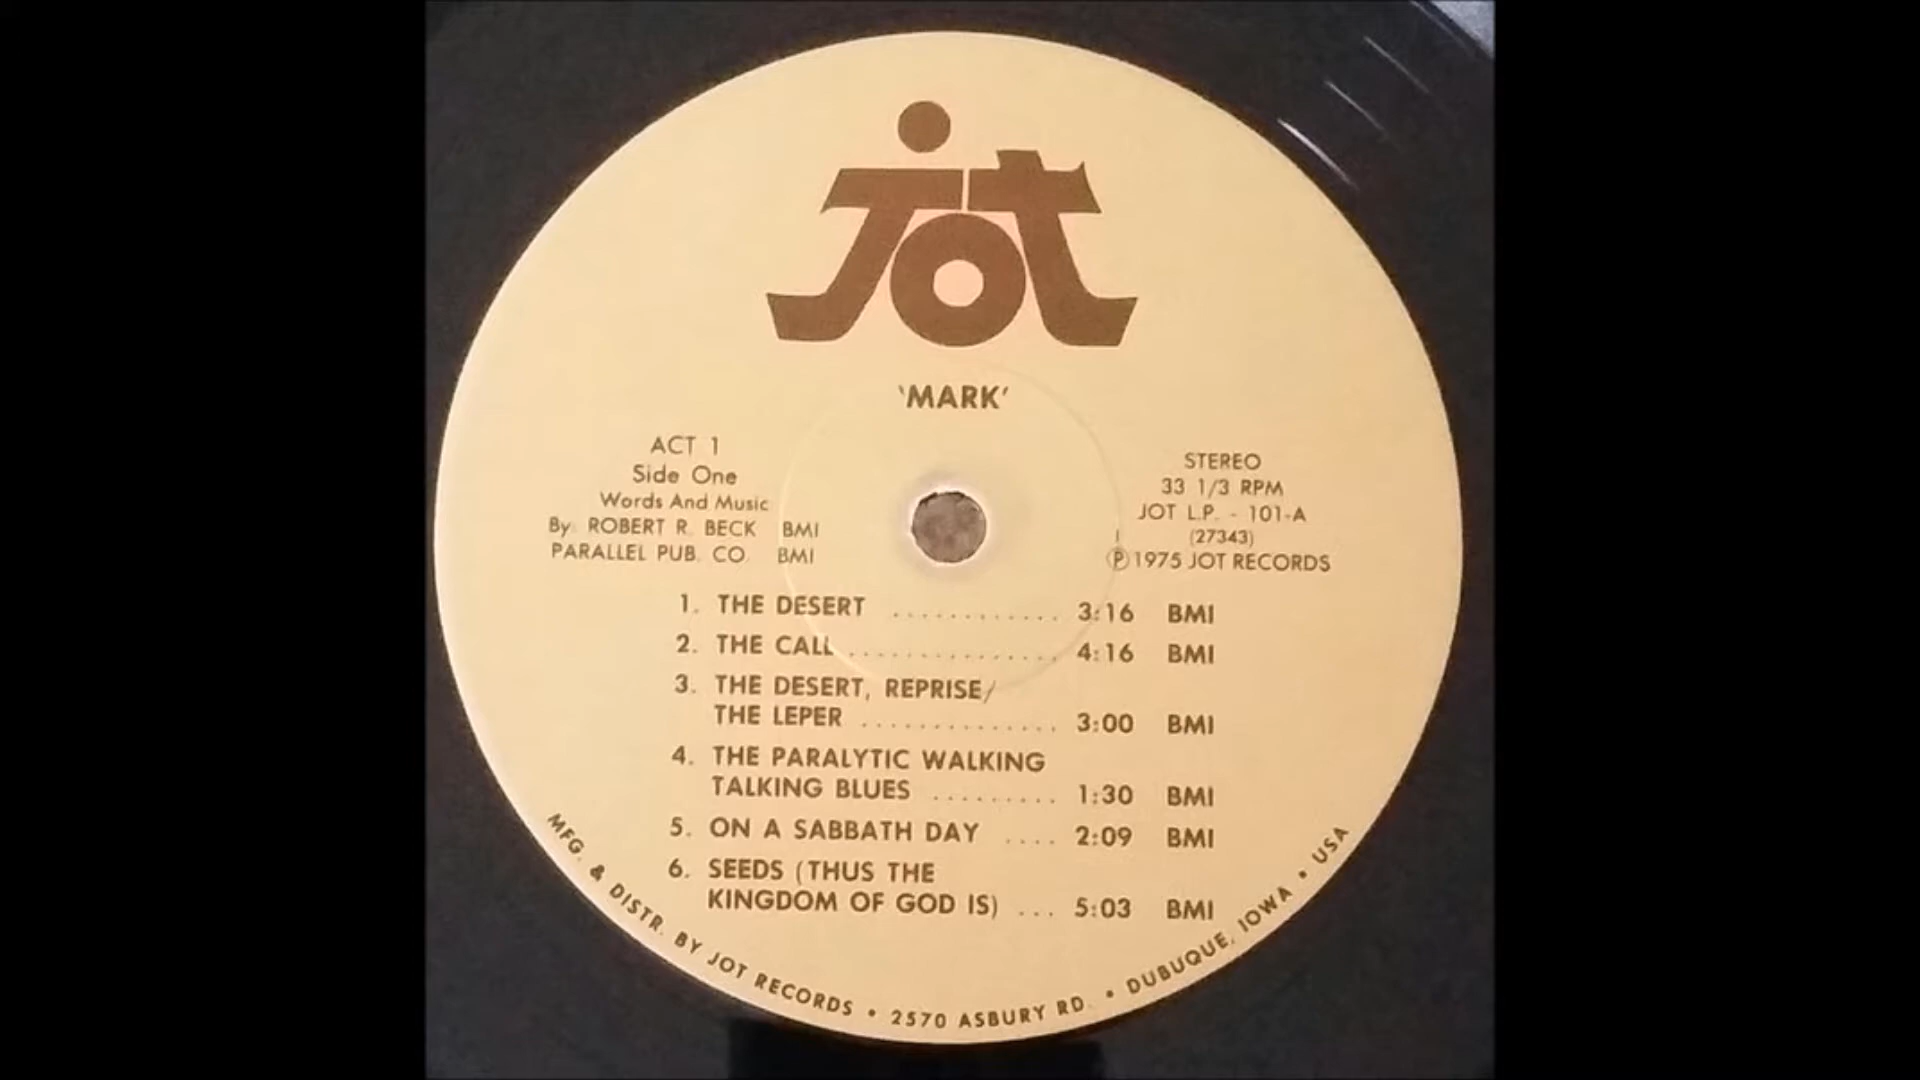 jot
'MARK'
ACT 1
Side One
Words And Music
By: ROBERT R. BECK BMI
PARALLEL PUB. CO. BMI
STEREO
33 1/3 RPM
JOT L.P. - 101-A
(27343)
Ⓟ1975 JOT RECORDS
1. THE DESERT ............ 3:16 BMI
2. THE CALL ............... 4:16 BMI
3. THE DESERT, REPRISE/
THE LEPER .............. 3:00 BMI
4. THE PARALYTIC WALKING
TALKING BLUES ......... 1:30 BMI
5. ON A SABBATH DAY .... 2:09 BMI
6. SEEDS (THUS THE
KINGDOM OF GOD IS) ... 5:03 BMI
MFG. & DISTR. BY JOT RECORDS • 2570 ASBURY RD. • DUBUQUE, IOWA • USA